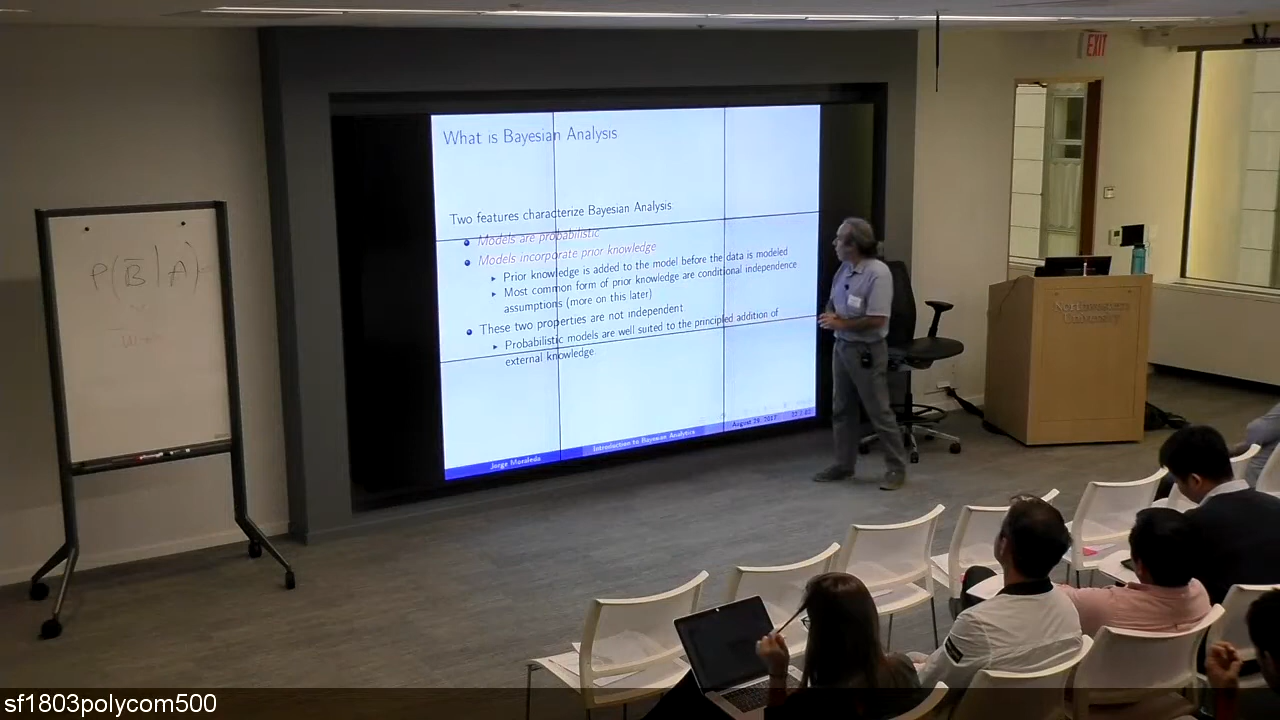 EXIT
What is Bayesian Analysis
Two features characterize Bayesian Analysis:
Models are probabilistic
Models incorporate prior knowledge
Prior knowledge is added to the model before the data is modeled
Most common form of prior knowledge are conditional independence
assumptions (more on this later)
These two properties are not independent
Probabilistic models are well suited to the principled addition of
external knowledge
Jorge Moraleda
Introduction to Bayesian Analytics
August 29, 2017
P(B̅|A)
Northwestern
University
sf1803polycom500